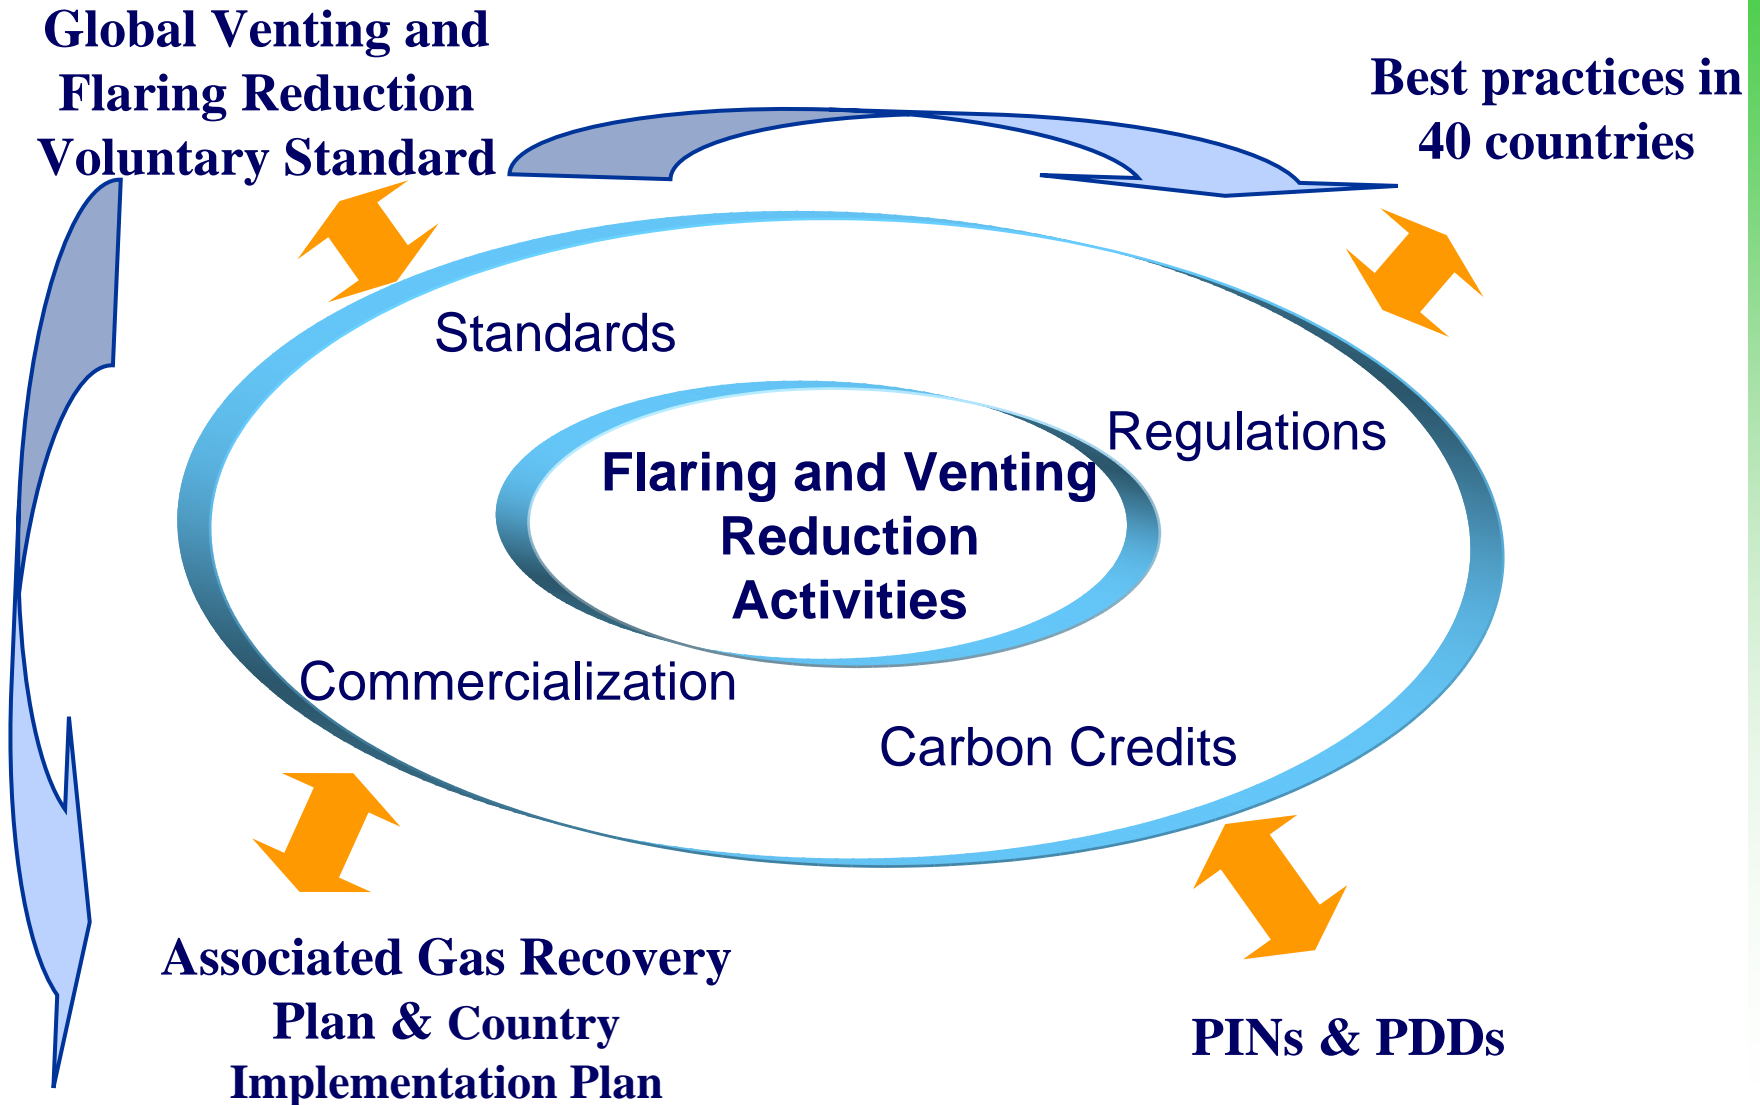 Global Venting and
Flaring Reduction
Voluntary Standard
Best practices in
40 countries
Standards
Regulations
Flaring and Venting
Reduction
Activities
Commercialization
Carbon Credits
Associated Gas Recovery
Plan & Country
Implementation Plan
PINs & PDDs